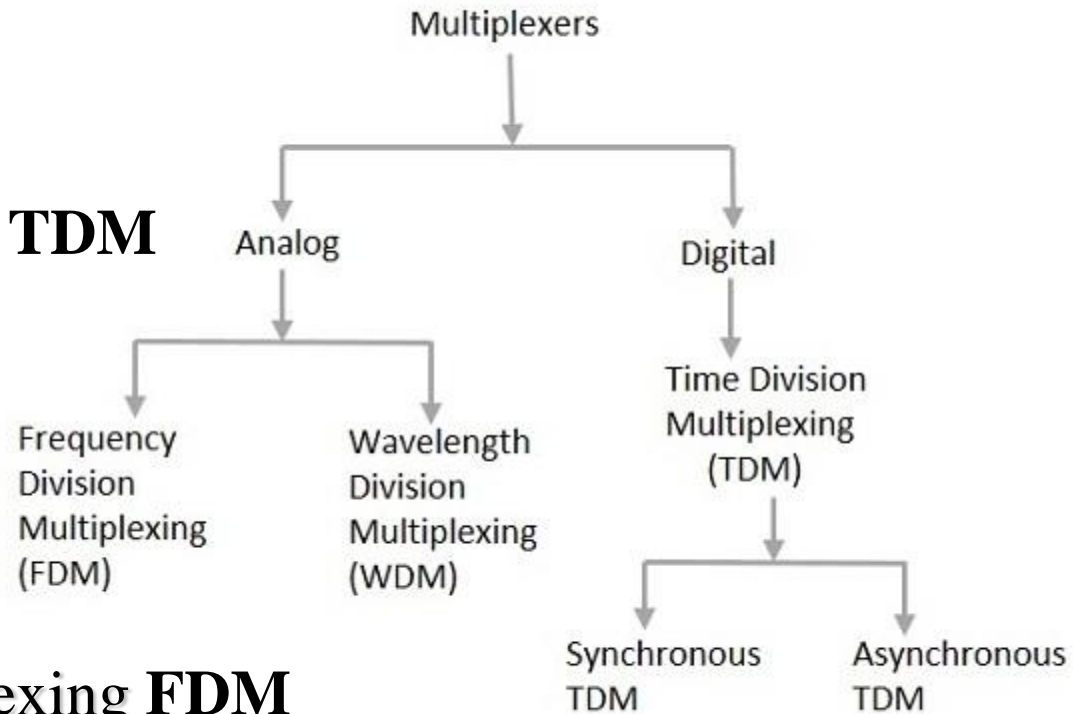 Multiplexers
TDM
Analog
Digital
Frequency
Division
Multiplexing
(FDM)
Wavelength
Division
Multiplexing
(WDM)
Time Division
Multiplexing
(TDM)
Synchronous
TDM
Asynchronous
TDM
exing FDM